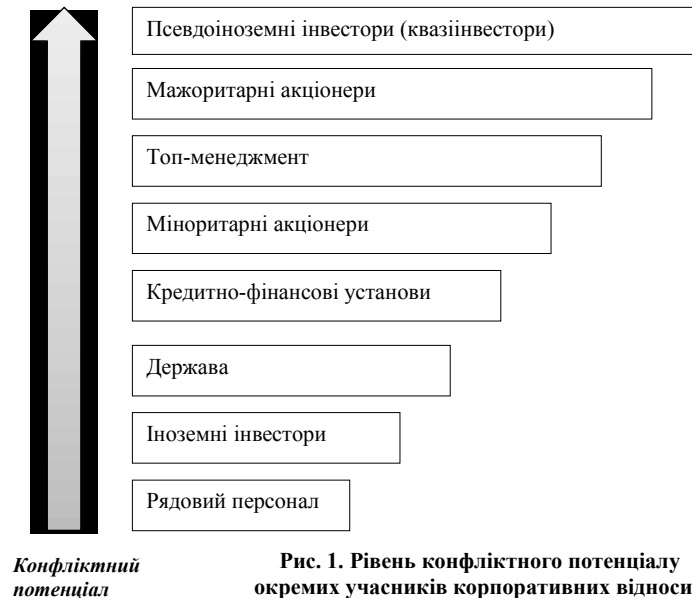 Псевдоіноземні інвестори (квазіінвестори)
Мажоритарні акціонери
Топ-менеджмент
Міноритарні акціонери
Кредитно-фінансові установи
Держава
Іноземні інвестори
Рядовий персонал
Конфліктний
потенціал
Рис. 1. Рівень конфліктного потенціалу
окремих учасників корпоративних відноси